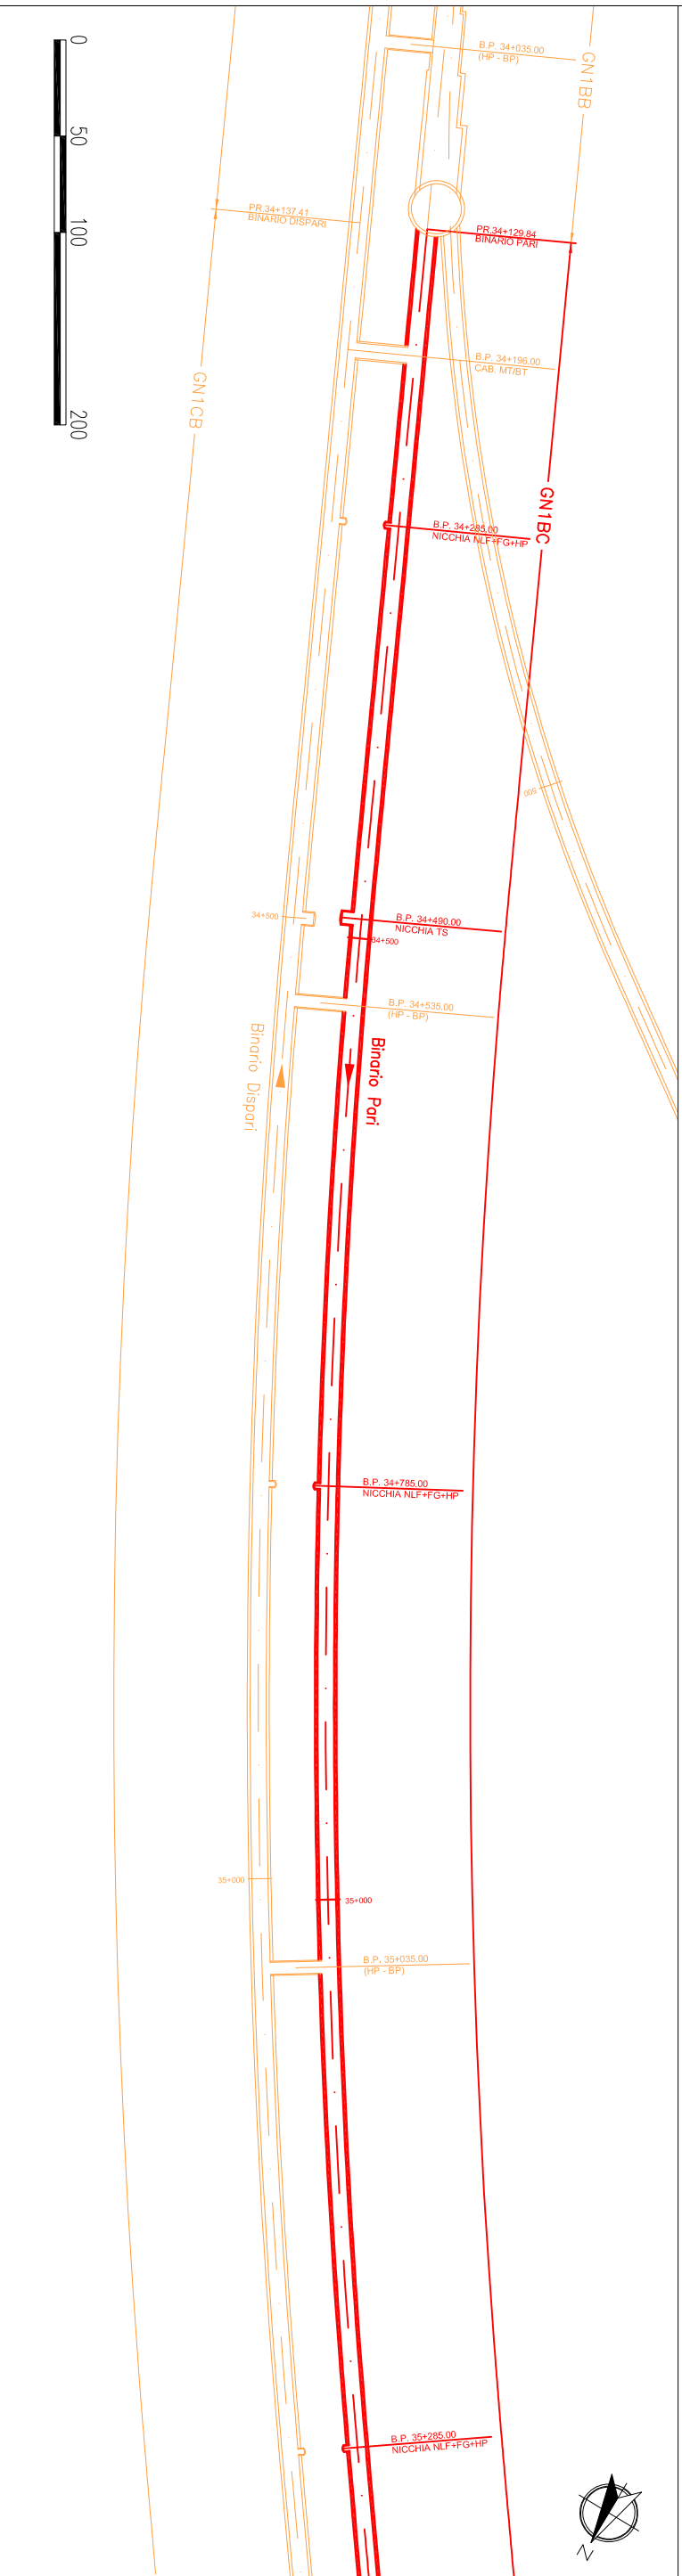 0
50
100
200
B.P. 34+035.00
(HP - BP)
GN1BB
PR.34+137.41
BINARIO DISPARI
PR.34+129.84
BINARIO PARI
B.P. 34+196.00
CAB. MT/BT
GN1CB
GN1BC
B.P. 34+285.00
NICCHIA NLF+FG+HP
500
34+500
B.P. 34+490.00
NICCHIA TS
34+500
B.P. 34+535.00
(HP - BP)
Binario Dispari
Binario Pari
B.P. 34+785.00
NICCHIA NLF+FG+HP
35+000
35+000
B.P. 35+035.00
(HP - BP)
B.P. 35+285.00
NICCHIA NLF+FG+HP
N